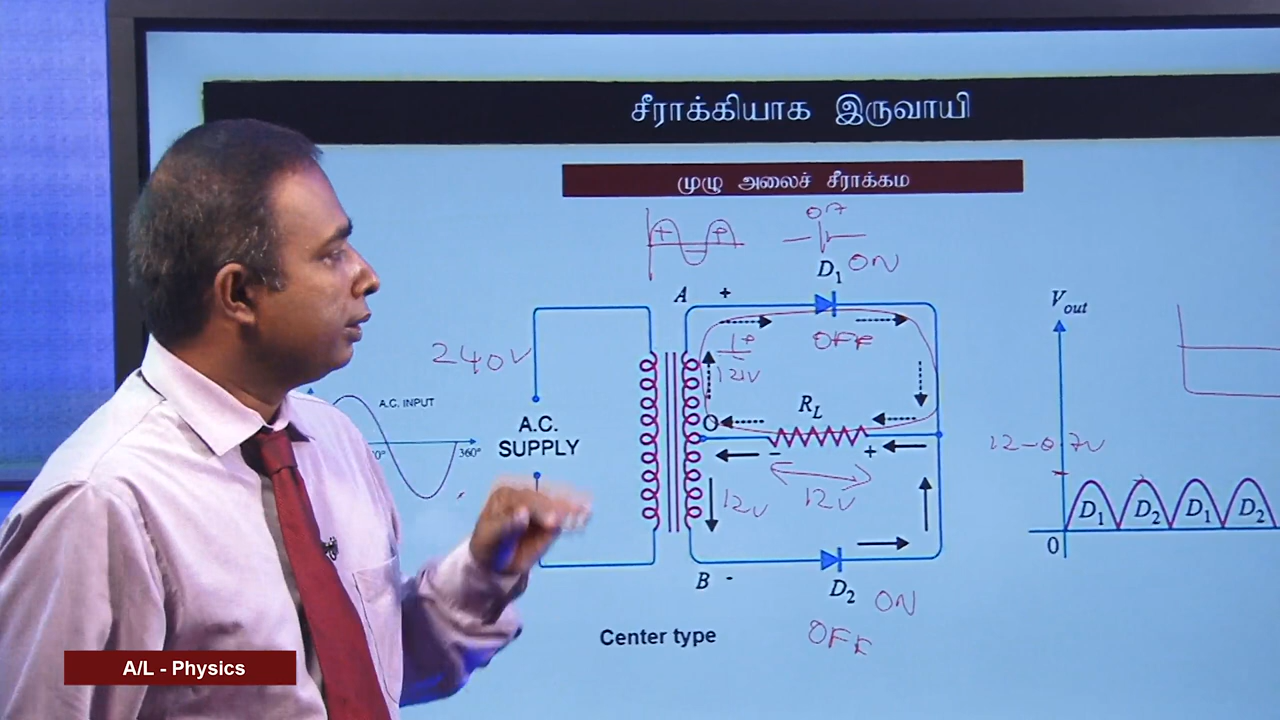 சீராக்கியாக இருவாயி
முழு அலைச் சீராக்கம
0.7
+ +
D1 ON
A +
OFF
240V
+
12V
A.C. INPUT
RL
O
A.C.
SUPPLY
360°
- +
12-0.7V
12V
12V
Vout
D1 D2 D1 D2
0
B -
D2 ON
OFF
Center type
A/L - Physics